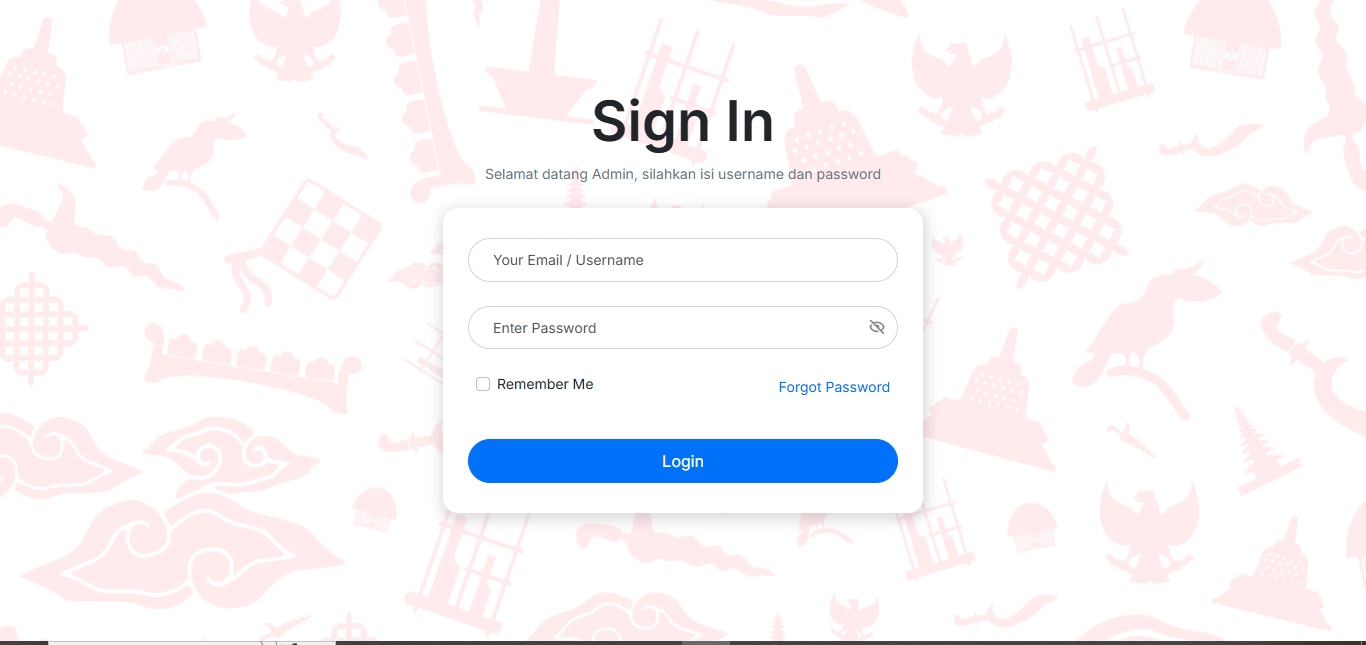 Sign In
Selamat datang Admin, silahkan isi username dan password
Your Email / Username
Enter Password
Remember Me
Forgot Password
Login